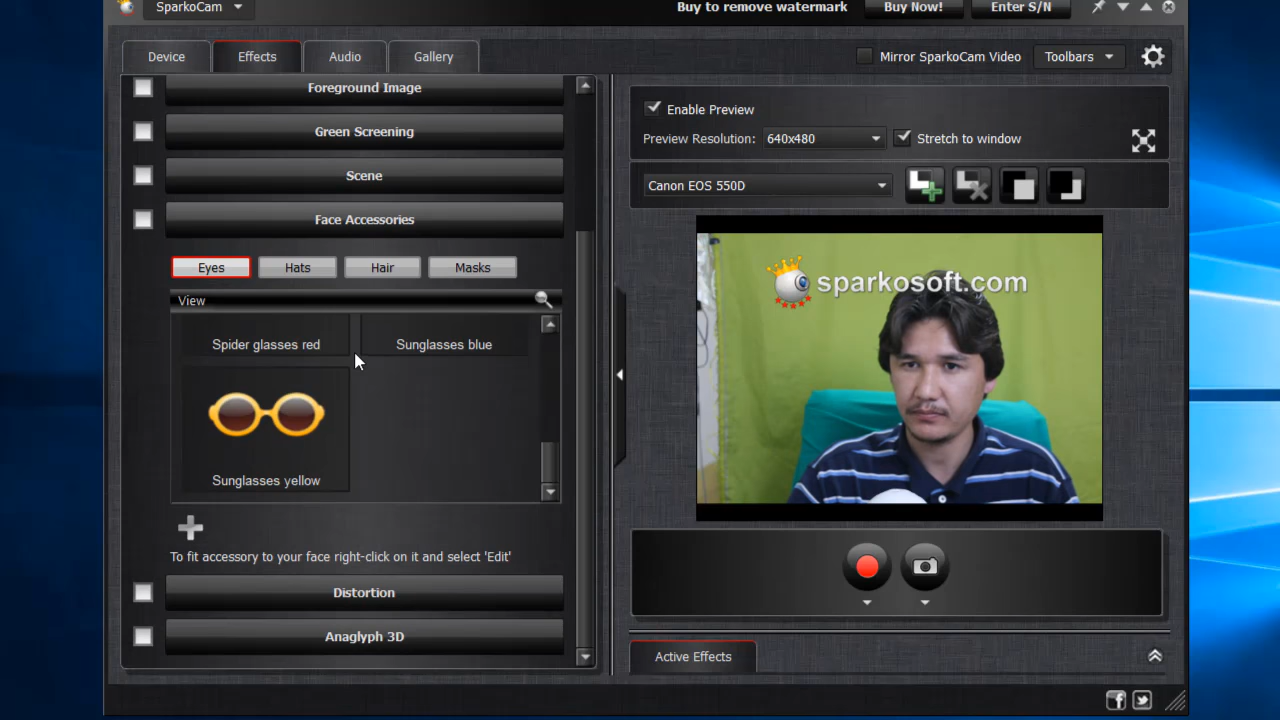 SparkoCam
Buy to remove watermark
Buy Now!
Enter S/N
Device
Effects
Audio
Gallery
Mirror SparkoCam Video
Toolbars
Foreground Image
Green Screening
Scene
Face Accessories
Eyes
Hats
Hair
Masks
View
Spider glasses red
Sunglasses blue
Sunglasses yellow
To fit accessory to your face right-click on it and select 'Edit'
Distortion
Anaglyph 3D
Enable Preview
Preview Resolution:
640x480
Stretch to window
Canon EOS 550D
sparkosoft.com
Active Effects